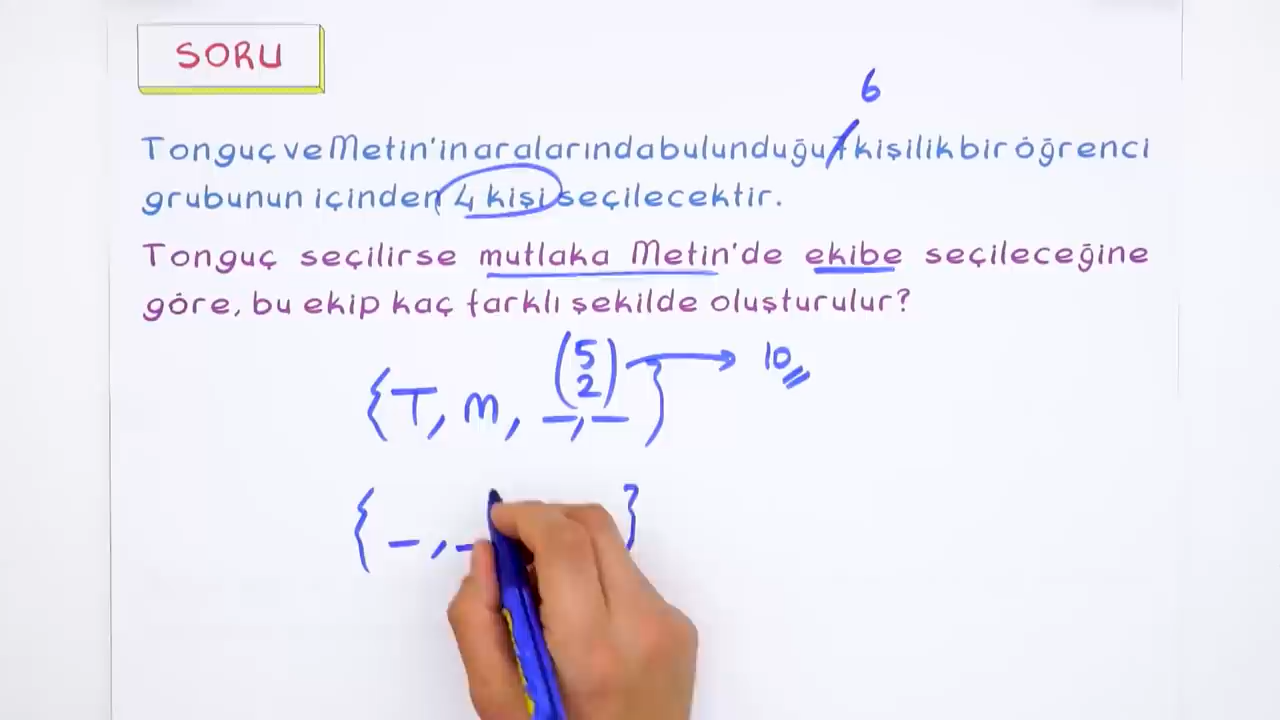 SORU
6
Tonguç ve Metin'in aralarında bulunduğu 7 kişilik bir öğrenci
grubunun içinden 4 kişi seçilecektir.
Tonguç seçilirse mutlaka Metin'de ekibe seçileceğine
göre, bu ekip kaç farklı şekilde oluşturulur?
{T, m, _,_} (5 2) → 10
{_,_ }